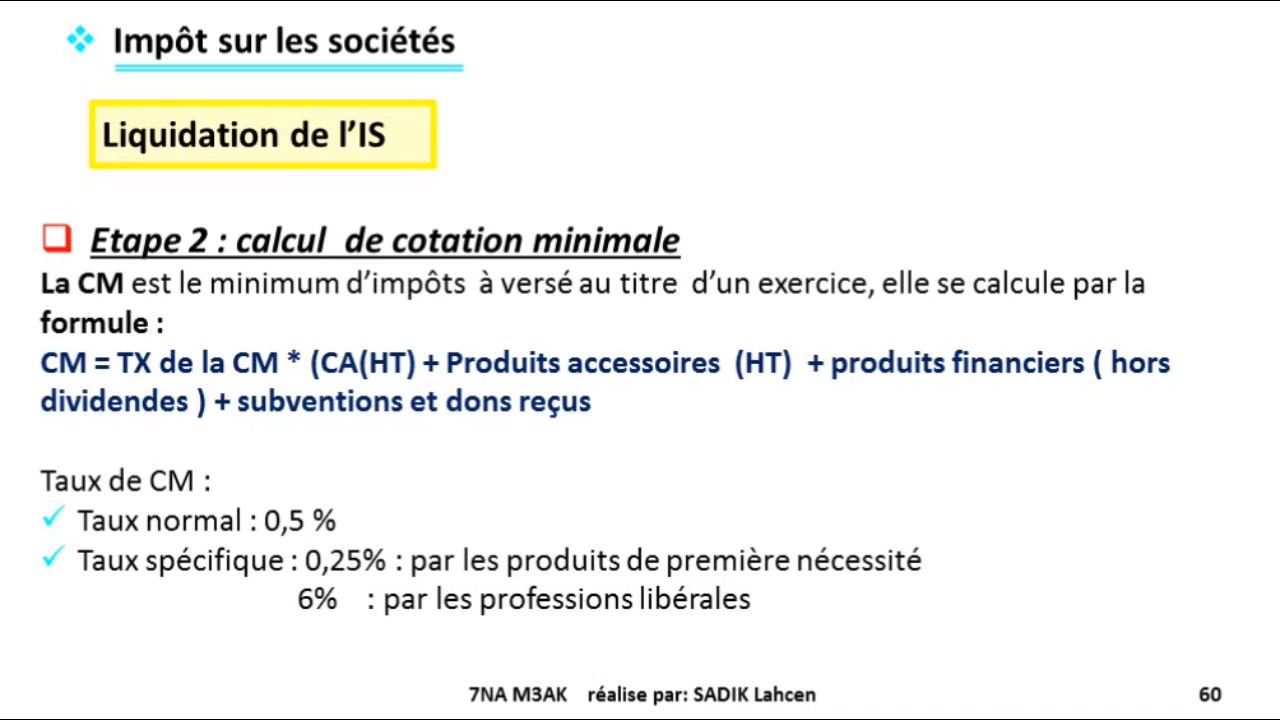 Impôt sur les sociétés
Liquidation de l’IS
Etape 2 : calcul de cotation minimale
La CM est le minimum d’impôts à versé au titre d’un exercice, elle se calcule par la
formule :
CM = TX de la CM * (CA(HT) + Produits accessoires (HT) + produits financiers ( hors
dividendes ) + subventions et dons reçus
Taux de CM :
Taux normal : 0,5 %
Taux spécifique : 0,25% : par les produits de première nécessité
6% : par les professions libérales
7NA M3AK réalise par: SADIK Lahcen 60